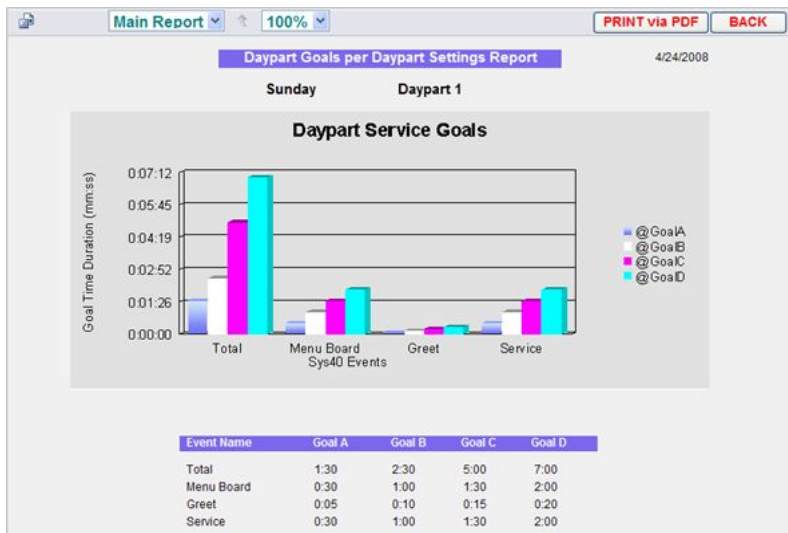 Main Report 100% PRINT via PDF BACK
Daypart Goals per Daypart Settings Report 4/24/2008
Sunday Daypart 1
Daypart Service Goals
Goal Time Duration (mm:ss)
0:07:12
0:05:45
0:04:19
0:02:52
0:01:26
0:00:00
Total Menu Board Greet Service
Sys40 Events
@GoalA
@GoalB
@GoalC
@GoalD
Event Name Goal A Goal B Goal C Goal D
Total 1:30 2:30 5:00 7:00
Menu Board 0:30 1:00 1:30 2:00
Greet 0:05 0:10 0:15 0:20
Service 0:30 1:00 1:30 2:00